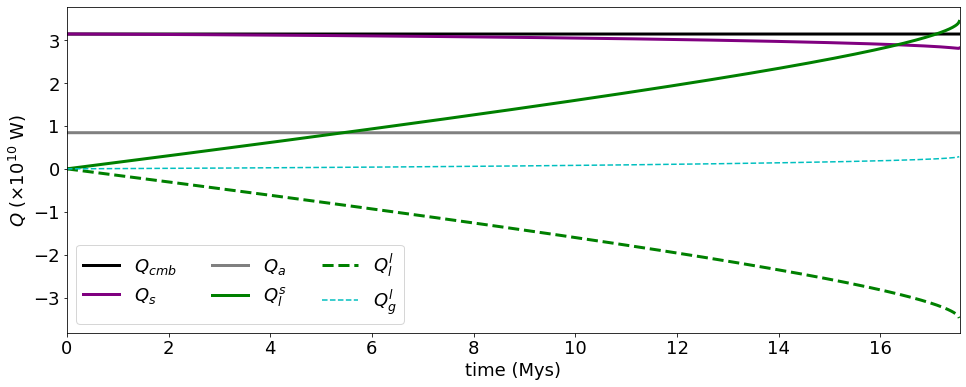 3
2
1
0
−1
−2
−3
Q (×10¹⁰ W)
Q_cmb
Q_s
Q_a
Q_l^s
Q_l^l
Q_g^l
0 2 4 6 8 10 12 14 16
time (Mys)